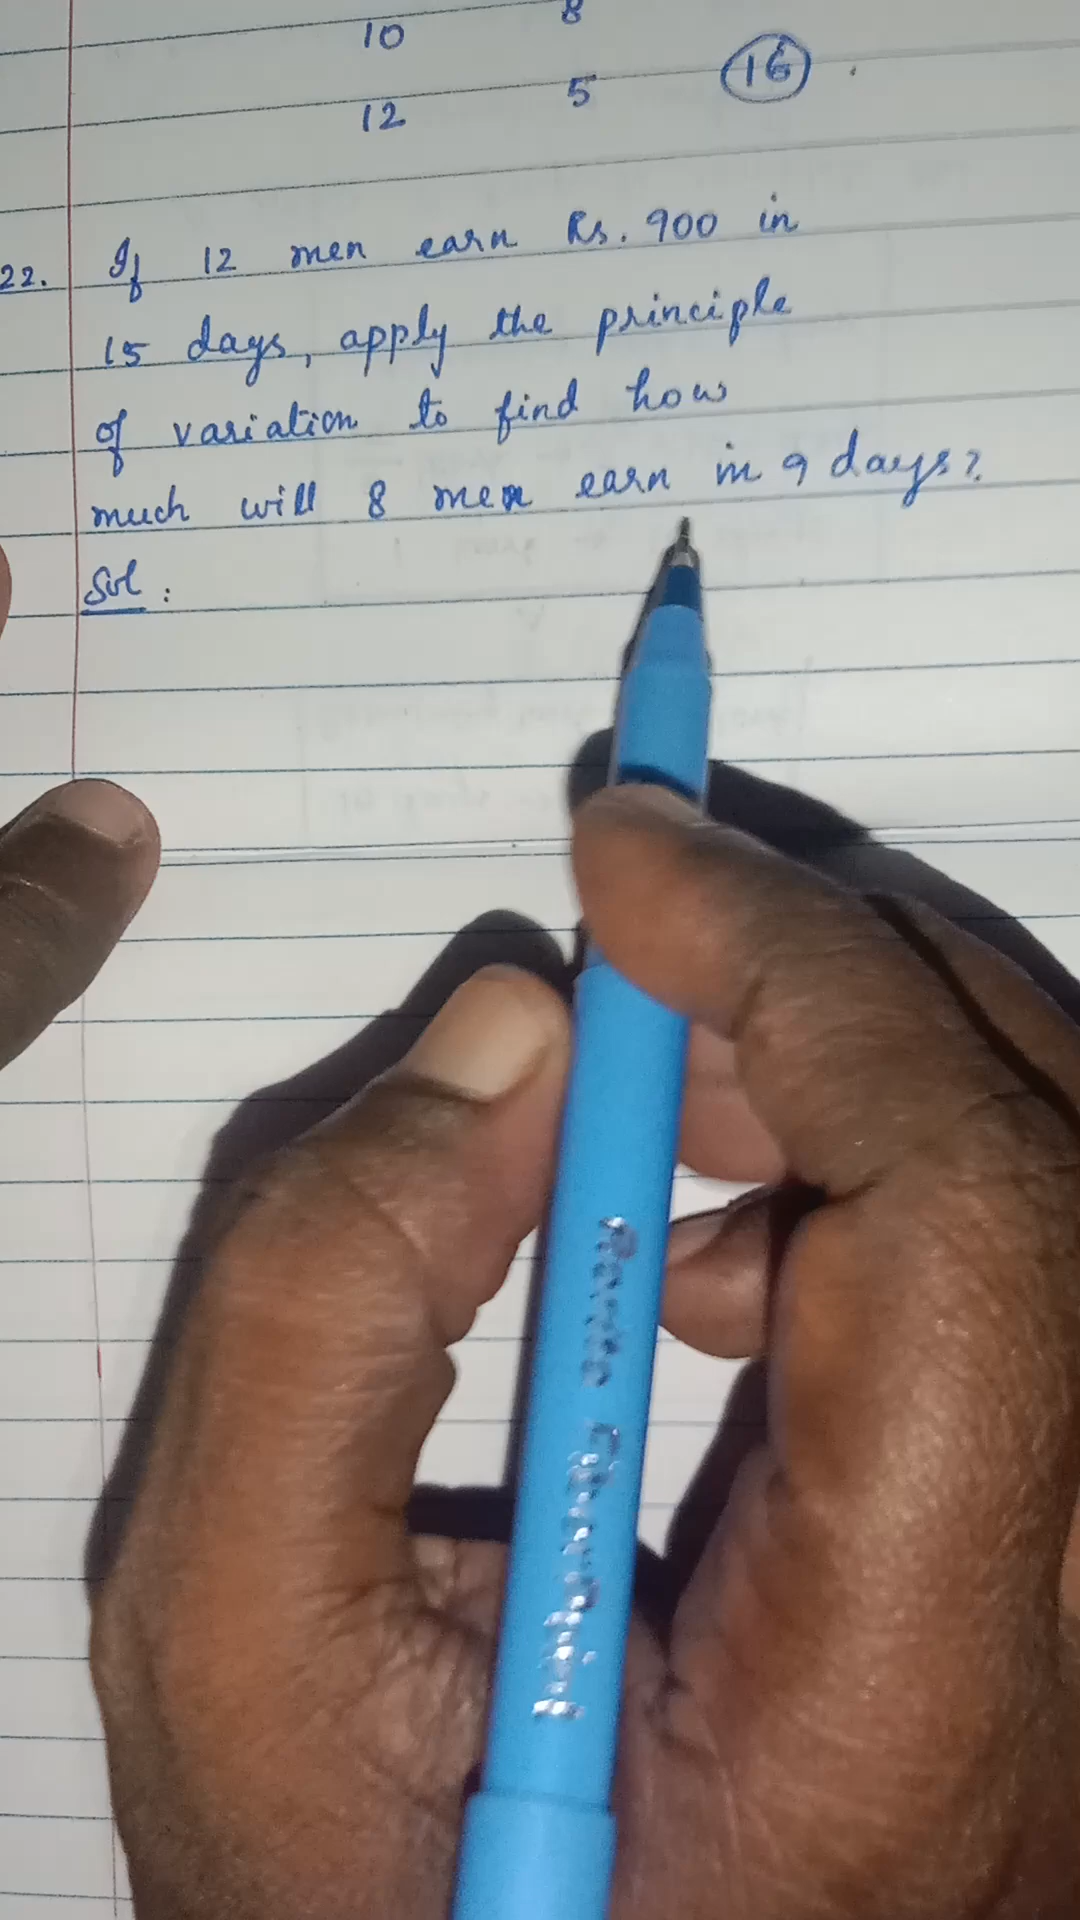 10 8
12 5 16
22. If 12 men earn Rs. 900 in
15 days, apply the principle
of variation to find how
much will 8 men earn in 9 days?
Sol :